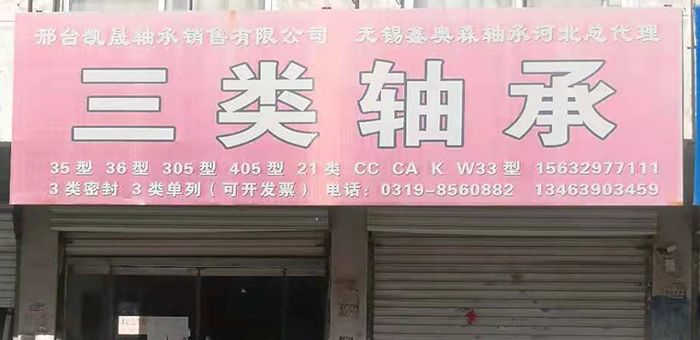 邢台凯晟轴承销售有限公司 无锡鑫奥森轴承河北总代理
三类轴承
35型 36型 305型 405型 21类 CC CA K W33型 15632977111
3类密封 3类单列(可开发票) 电话：0319-8560882 13463903459